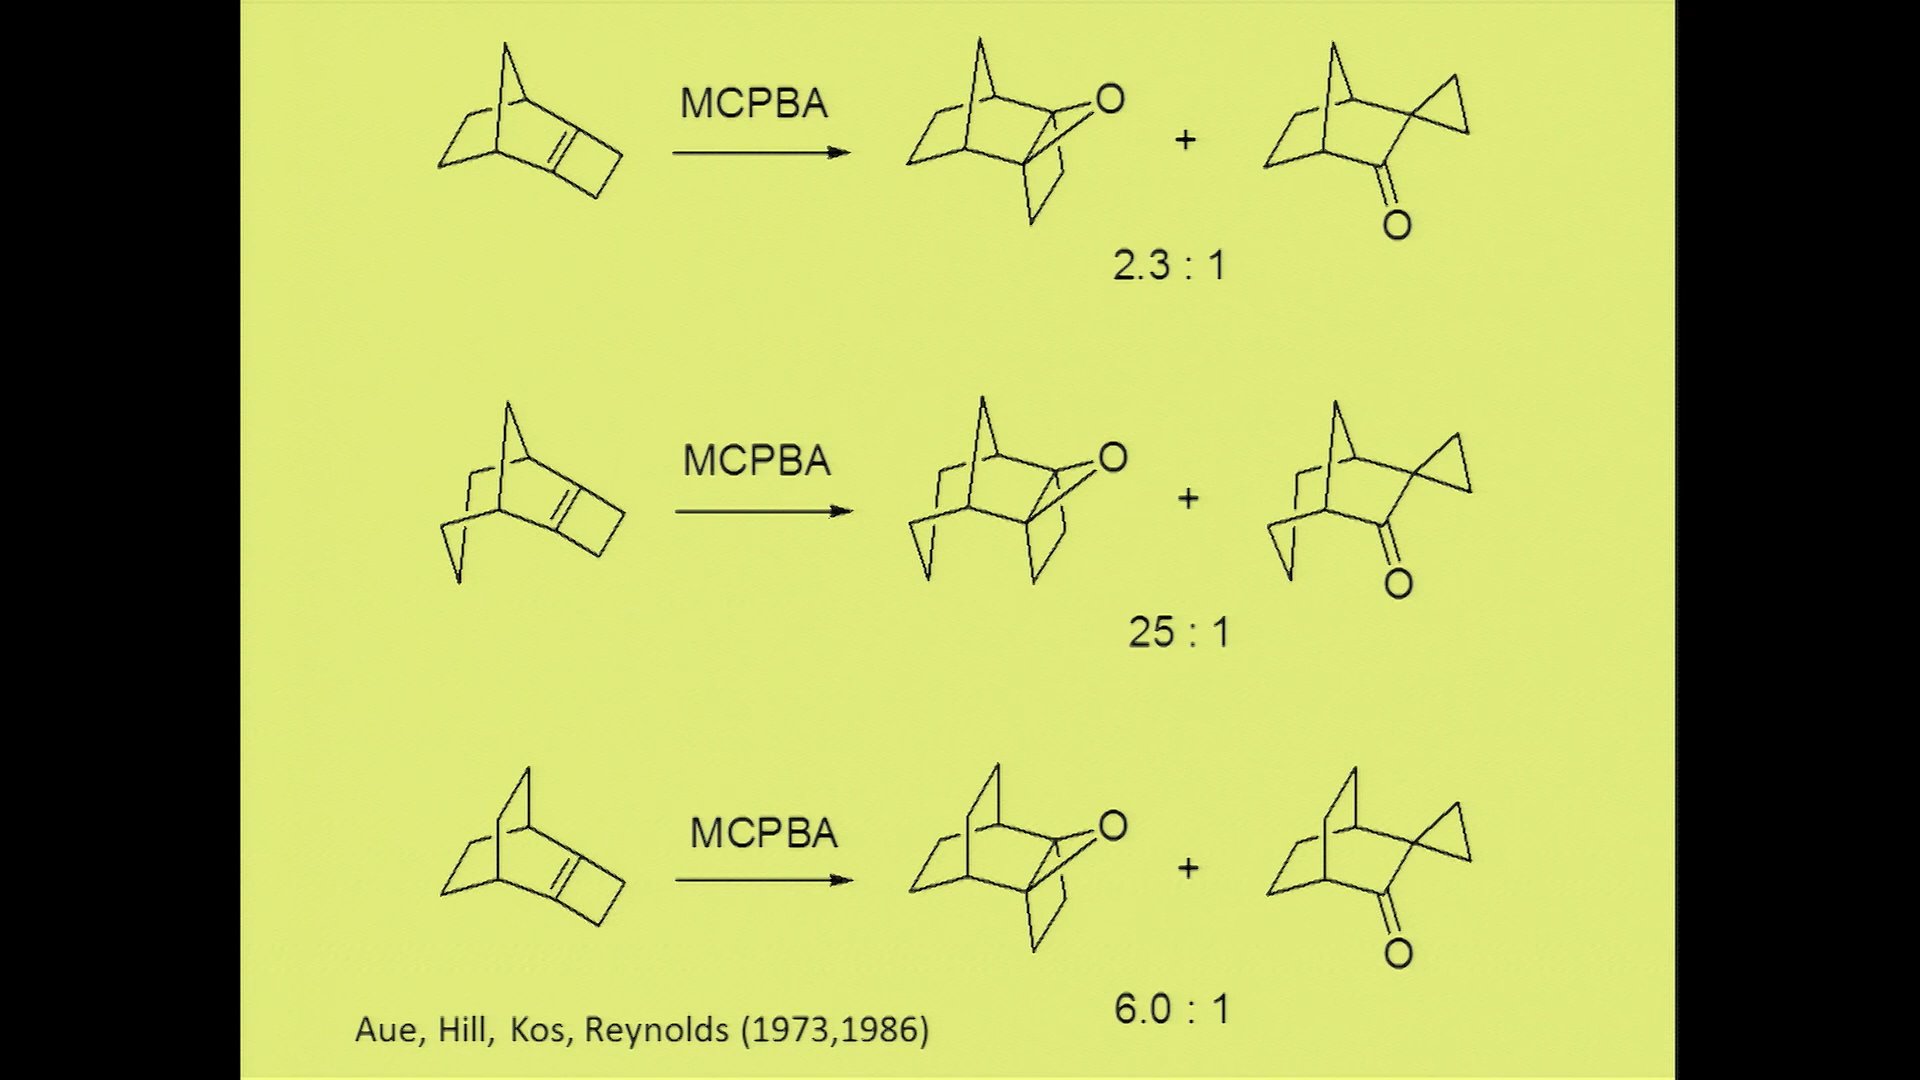 MCPBA
O
+
O
2.3 : 1
MCPBA
O
+
O
25 : 1
MCPBA
O
+
O
6.0 : 1
Aue, Hill, Kos, Reynolds (1973,1986)